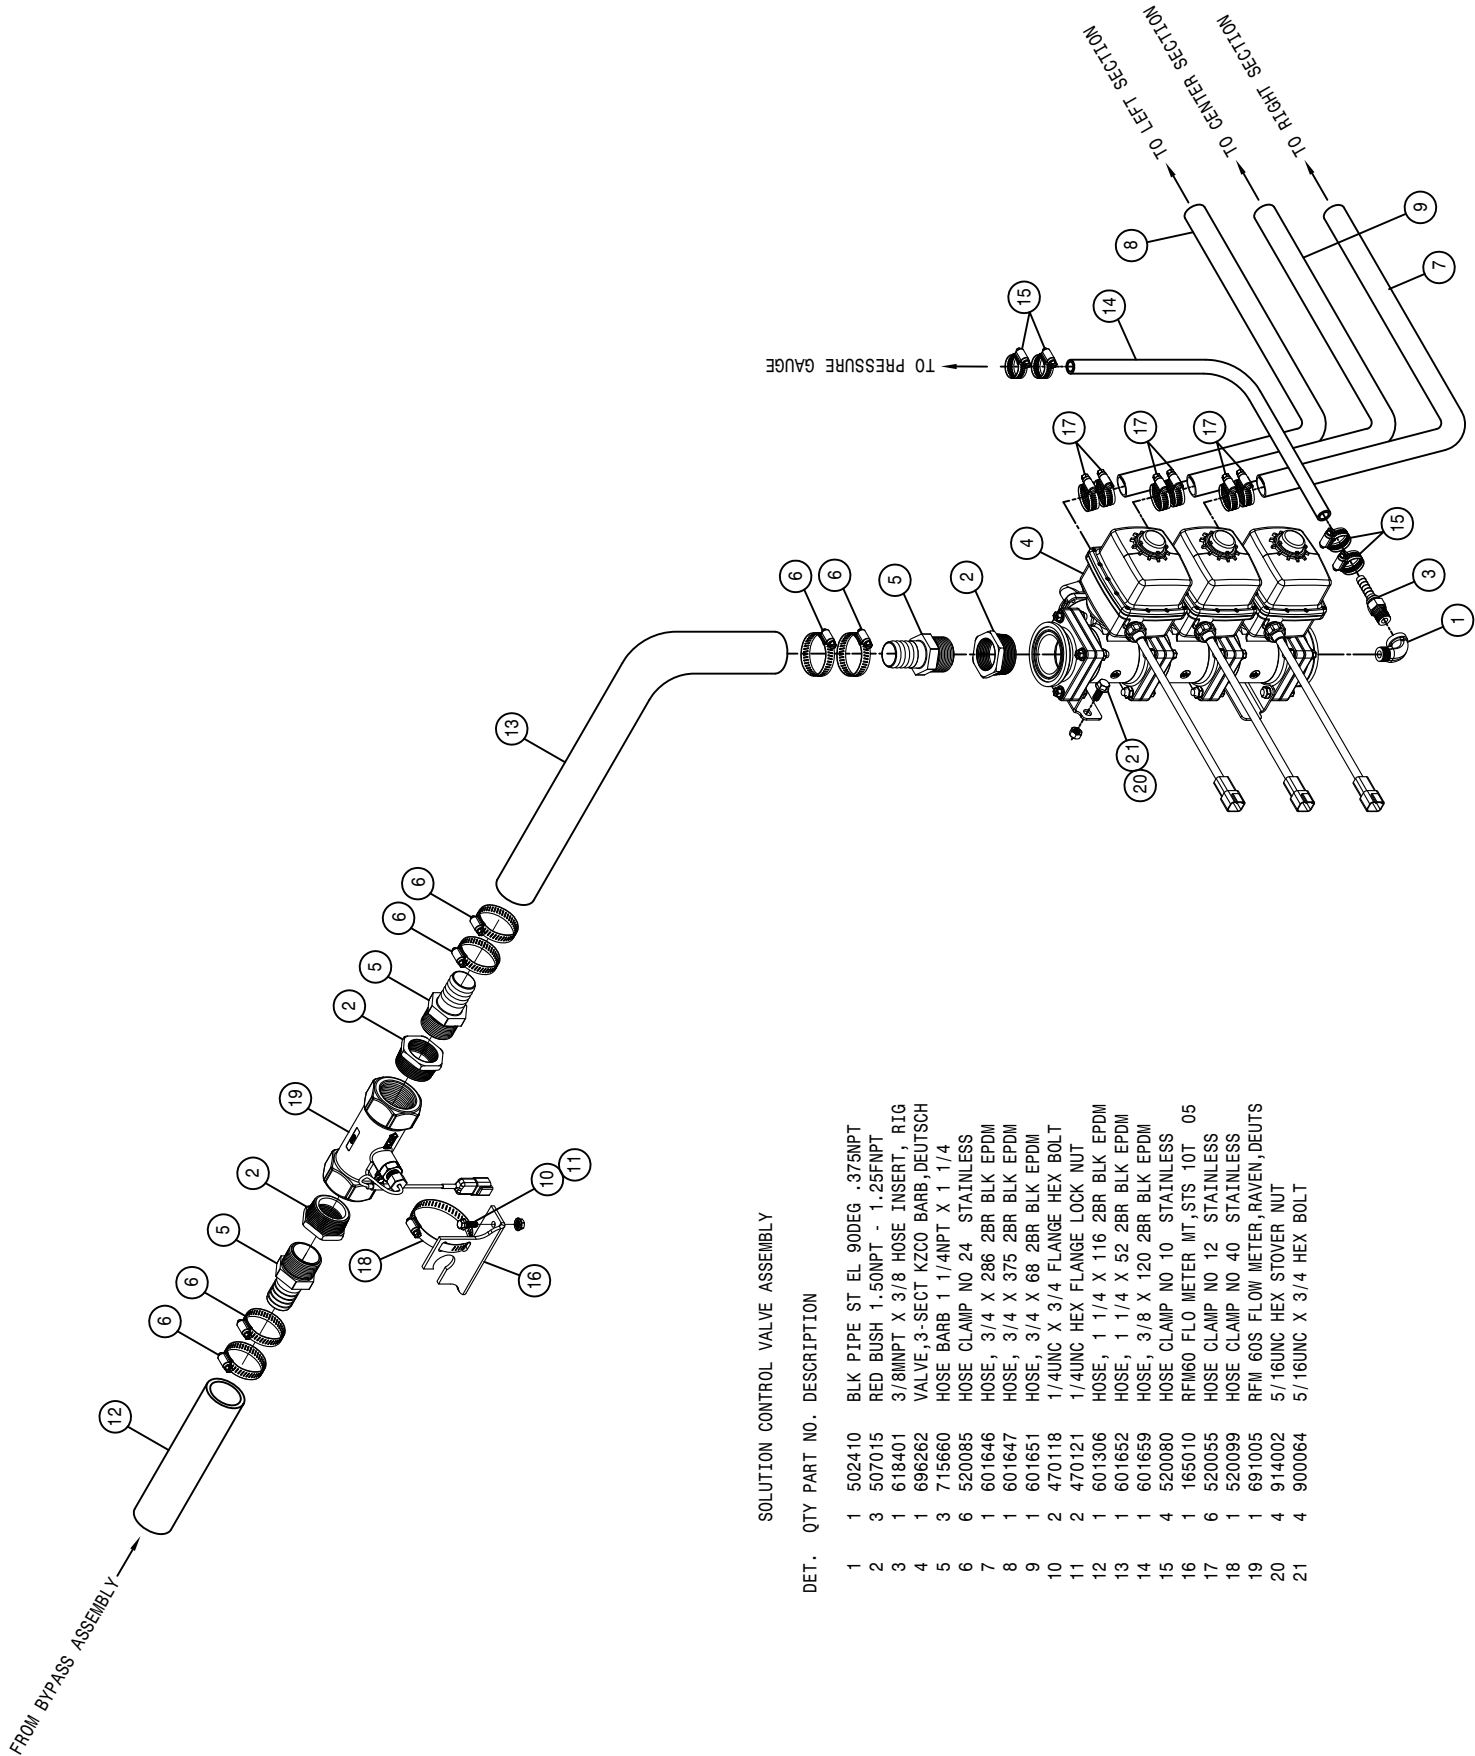 FROM BYPASS ASSEMBLY
12
6
6
5
2
19
18
16
10
11
2
5
6
6
13
6
6
5
2
4
21
20
17
17
17
15
14
15
3
1
8
9
7
TO PRESSURE GAUGE
TO LEFT SECTION
TO CENTER SECTION
TO RIGHT SECTION
SOLUTION CONTROL VALVE ASSEMBLY
DET. QTY PART NO. DESCRIPTION
1 1 502410 BLK PIPE ST EL 90DEG .375NPT
2 3 507015 RED BUSH 1.50NPT - 1.25FNPT
3 1 618401 3/8MNPT X 3/8 HOSE INSERT, RIG
4 1 696262 VALVE,3-SECT KZCO BARB,DEUTSCH
5 3 715660 HOSE BARB 1 1/4NPT X 1 1/4
6 6 520085 HOSE CLAMP NO 24 STAINLESS
7 1 601646 HOSE, 3/4 X 286 2BR BLK EPDM
8 1 601647 HOSE, 3/4 X 375 2BR BLK EPDM
9 1 601651 HOSE, 3/4 X 68 2BR BLK EPDM
10 2 470118 1/4UNC X 3/4 FLANGE HEX BOLT
11 2 470121 1/4UNC HEX FLANGE LOCK NUT
12 1 601306 HOSE, 1 1/4 X 116 2BR BLK EPDM
13 1 601652 HOSE, 1 1/4 X 52 2BR BLK EPDM
14 1 601659 HOSE, 3/8 X 120 2BR BLK EPDM
15 4 520080 HOSE CLAMP NO 10 STAINLESS
16 1 165010 RFM60 FLO METER MT,STS 10T 05
17 6 520055 HOSE CLAMP NO 12 STAINLESS
18 1 520099 HOSE CLAMP NO 40 STAINLESS
19 1 691005 RFM 60S FLOW METER,RAVEN,DEUTS
20 4 914002 5/16UNC HEX STOVER NUT
21 4 900064 5/16UNC X 3/4 HEX BOLT